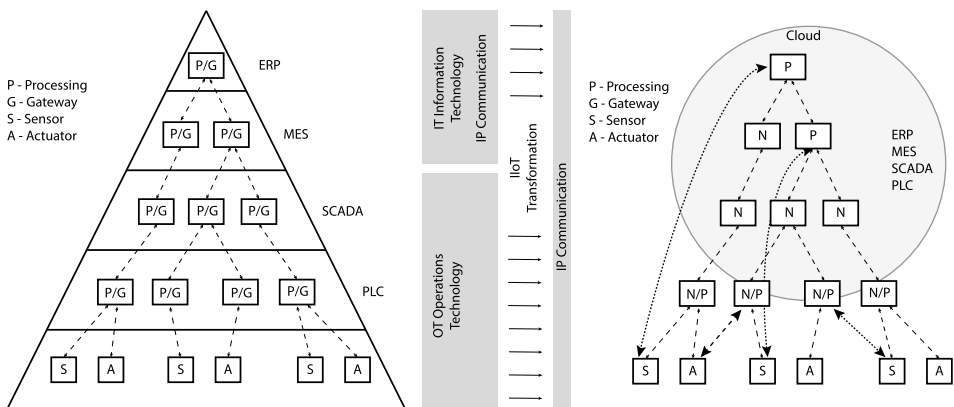 P - Processing
G - Gateway
S - Sensor
A - Actuator
P/G
ERP
P/G P/G
MES
P/G P/G P/G
SCADA
P/G P/G P/G P/G
PLC
S A S A S A
IT Information
Technology
IP Communication
OT Operations
Technology
IIoT
Transformation
IP Communication
P - Processing
G - Gateway
S - Sensor
A - Actuator
Cloud
P
N P
ERP
MES
SCADA
PLC
N N N
N/P N/P N/P N/P
S A S A S A